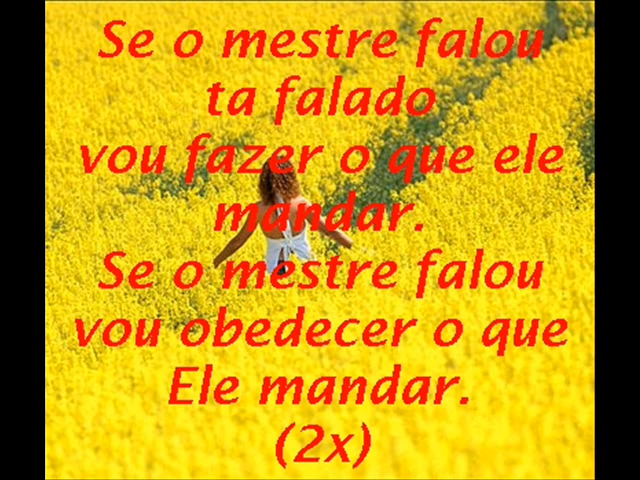 Se o mestre falou
ta falado
vou fazer o que ele
mandar.
Se o mestre falou
vou obedecer o que
Ele mandar.
(2x)